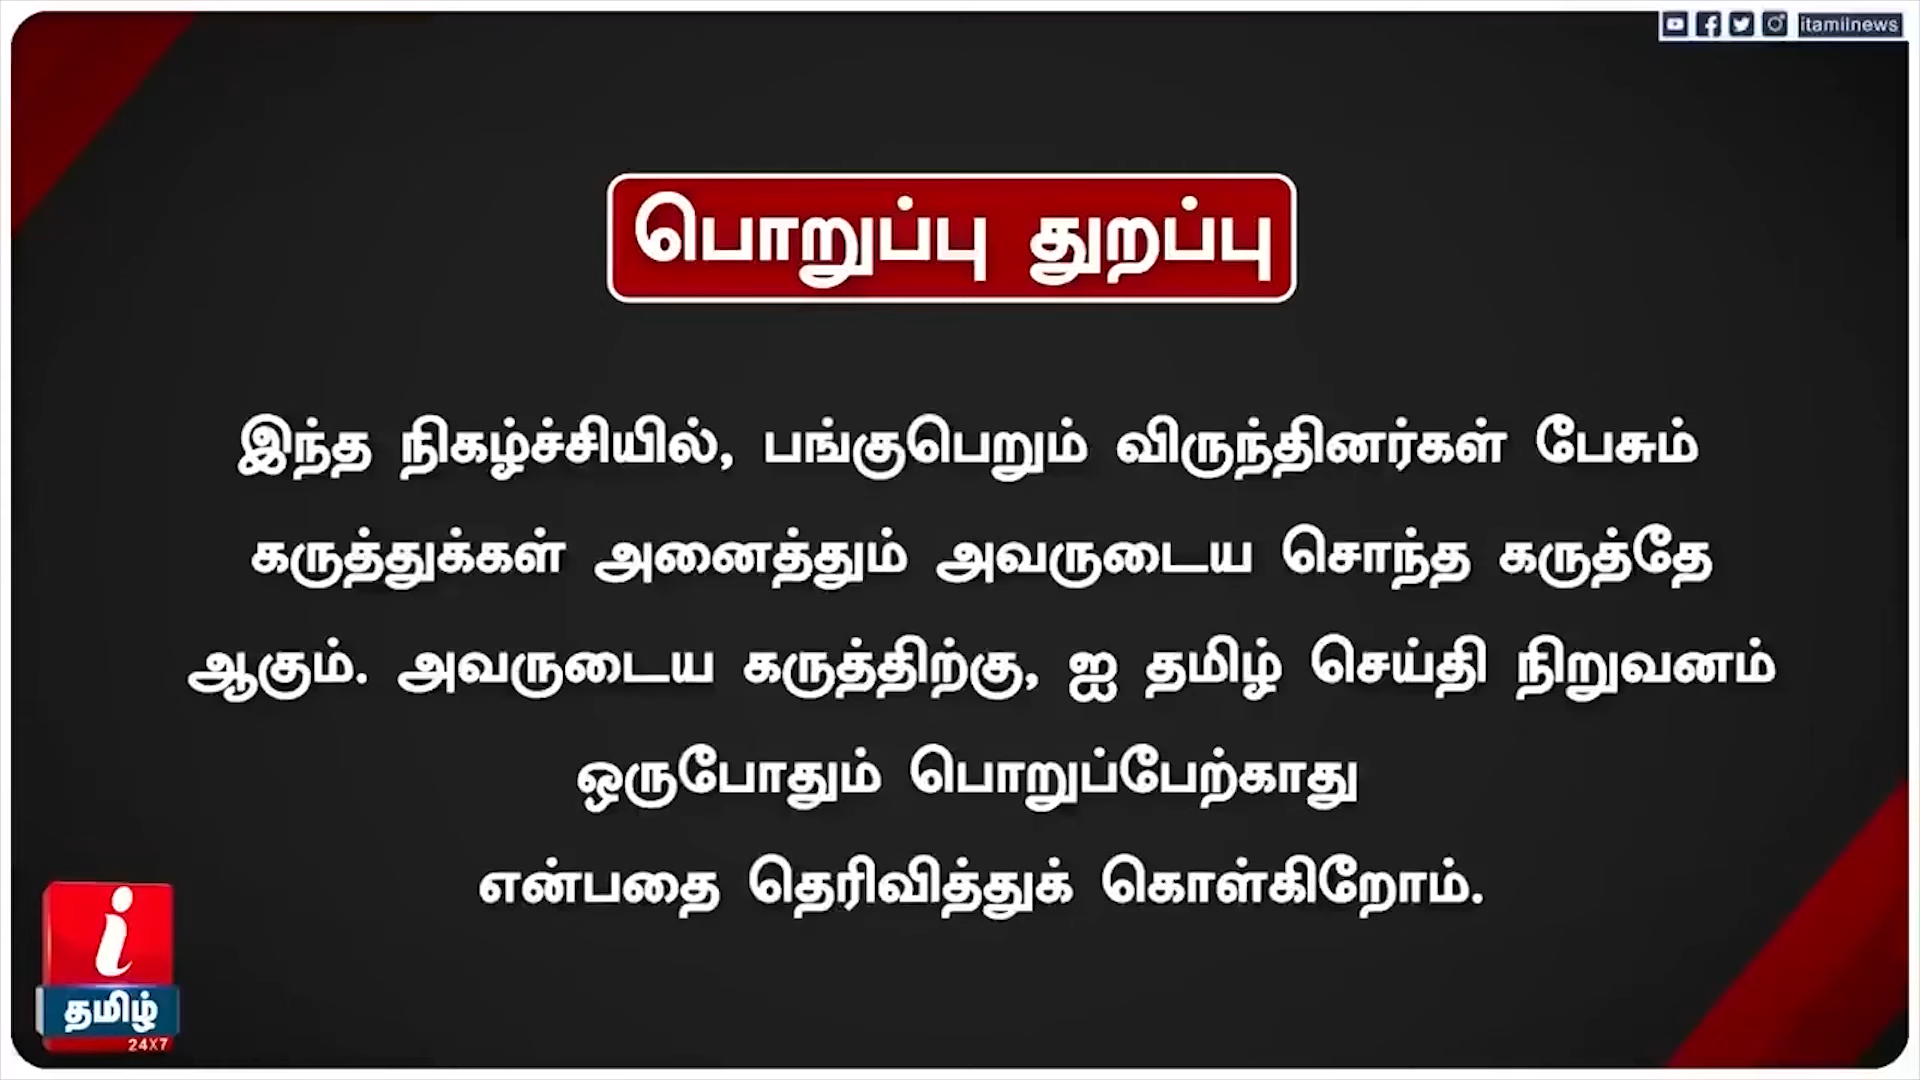 itamilnews
பொறுப்பு துறப்பு
இந்த நிகழ்ச்சியில், பங்குபெறும் விருந்தினர்கள் பேசும்
கருத்துக்கள் அனைத்தும் அவருடைய சொந்த கருத்தே
ஆகும். அவருடைய கருத்திற்கு, ஐ தமிழ் செய்தி நிறுவனம்
ஒருபோதும் பொறுப்பேற்காது
என்பதை தெரிவித்துக் கொள்கிறோம்.
i
தமிழ்
24X7